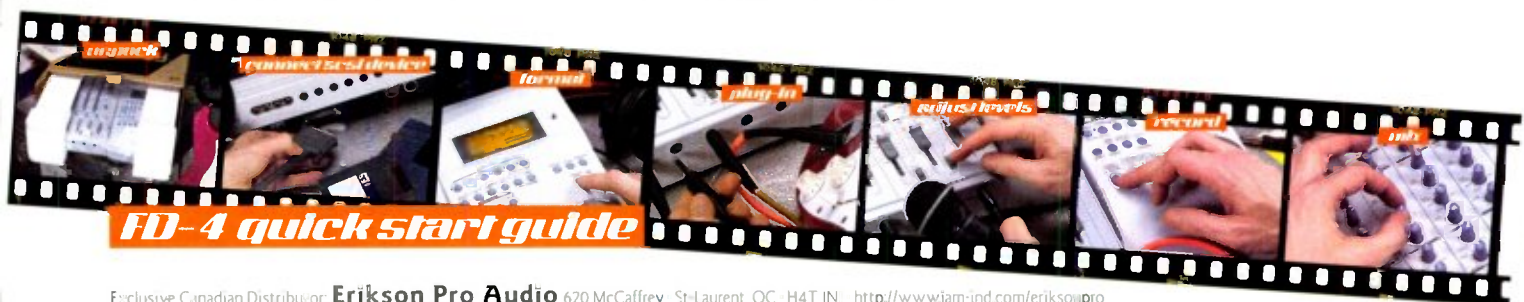 unpack
connect scsi device
format
plug-in
adjust levels
record
mix
FD-4 quick start guide
Exclusive Canadian Distributor: Erikson Pro Audio 620 McCaffrey St-Laurent QC H4T 1N1 http://www.jam-ind.com/eriksonpro